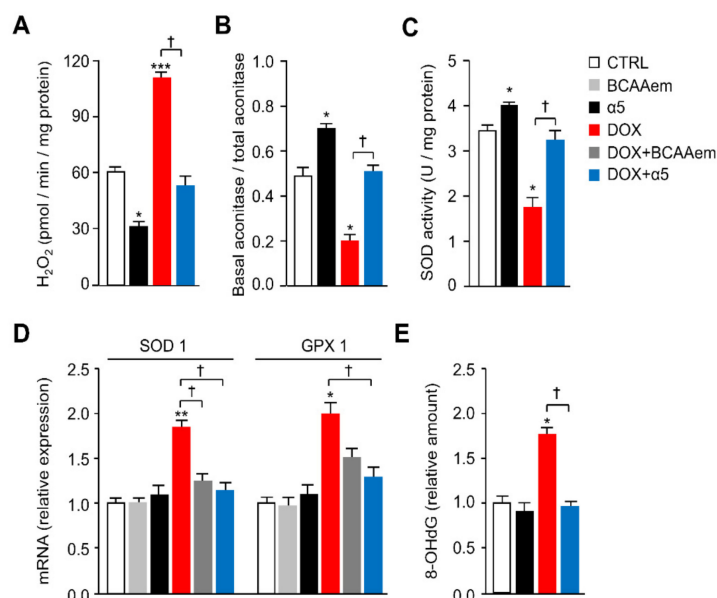 A
H₂O₂ (pmol / min / mg protein)
120
90
60
30
0
*
***
†
B
Basal aconitase / total aconitase
1.0
0.8
0.6
0.4
0.2
0.0
*
*
†
C
SOD activity (U / mg protein)
5
4
3
2
1
0
*
*
†
CTRL
BCAAem
α5
DOX
DOX+BCAAem
DOX+α5
D
SOD 1
GPX 1
mRNA (relative expression)
2.5
2.0
1.5
1.0
0.5
0.0
**
†
†
*
†
E
8-OHdG (relative amount)
2.5
2.0
1.5
1.0
0.5
0.0
*
†